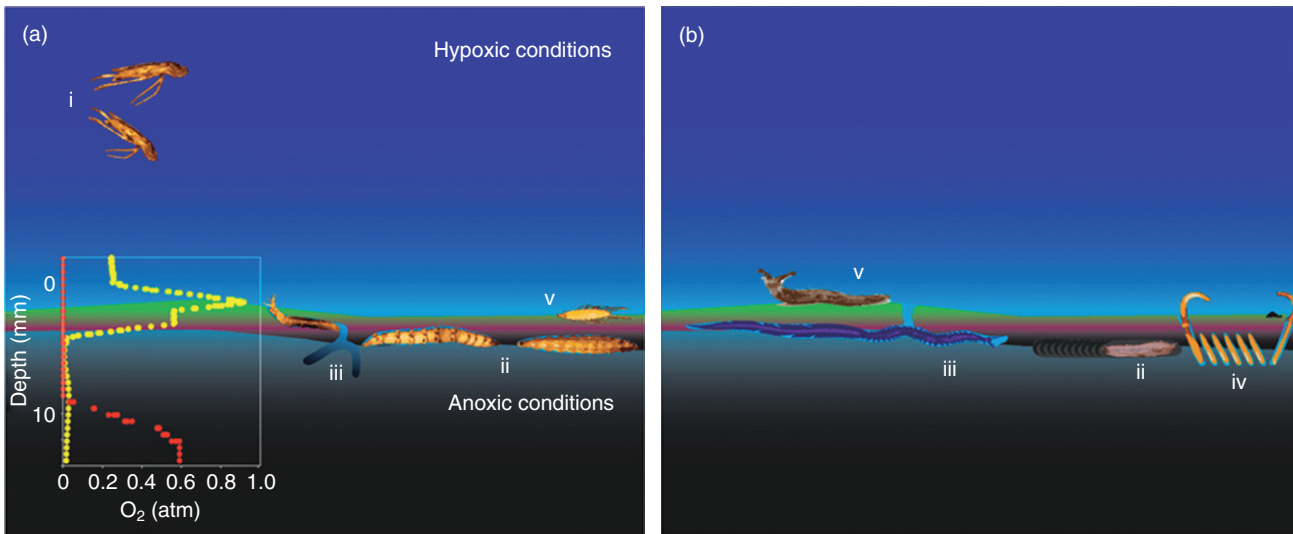 (a)
Hypoxic conditions
i
v
0
Depth (mm)
10
iii
ii
Anoxic conditions
0 0.2 0.4 0.6 0.8 1.0
O₂ (atm)
(b)
v
iii
ii
iv